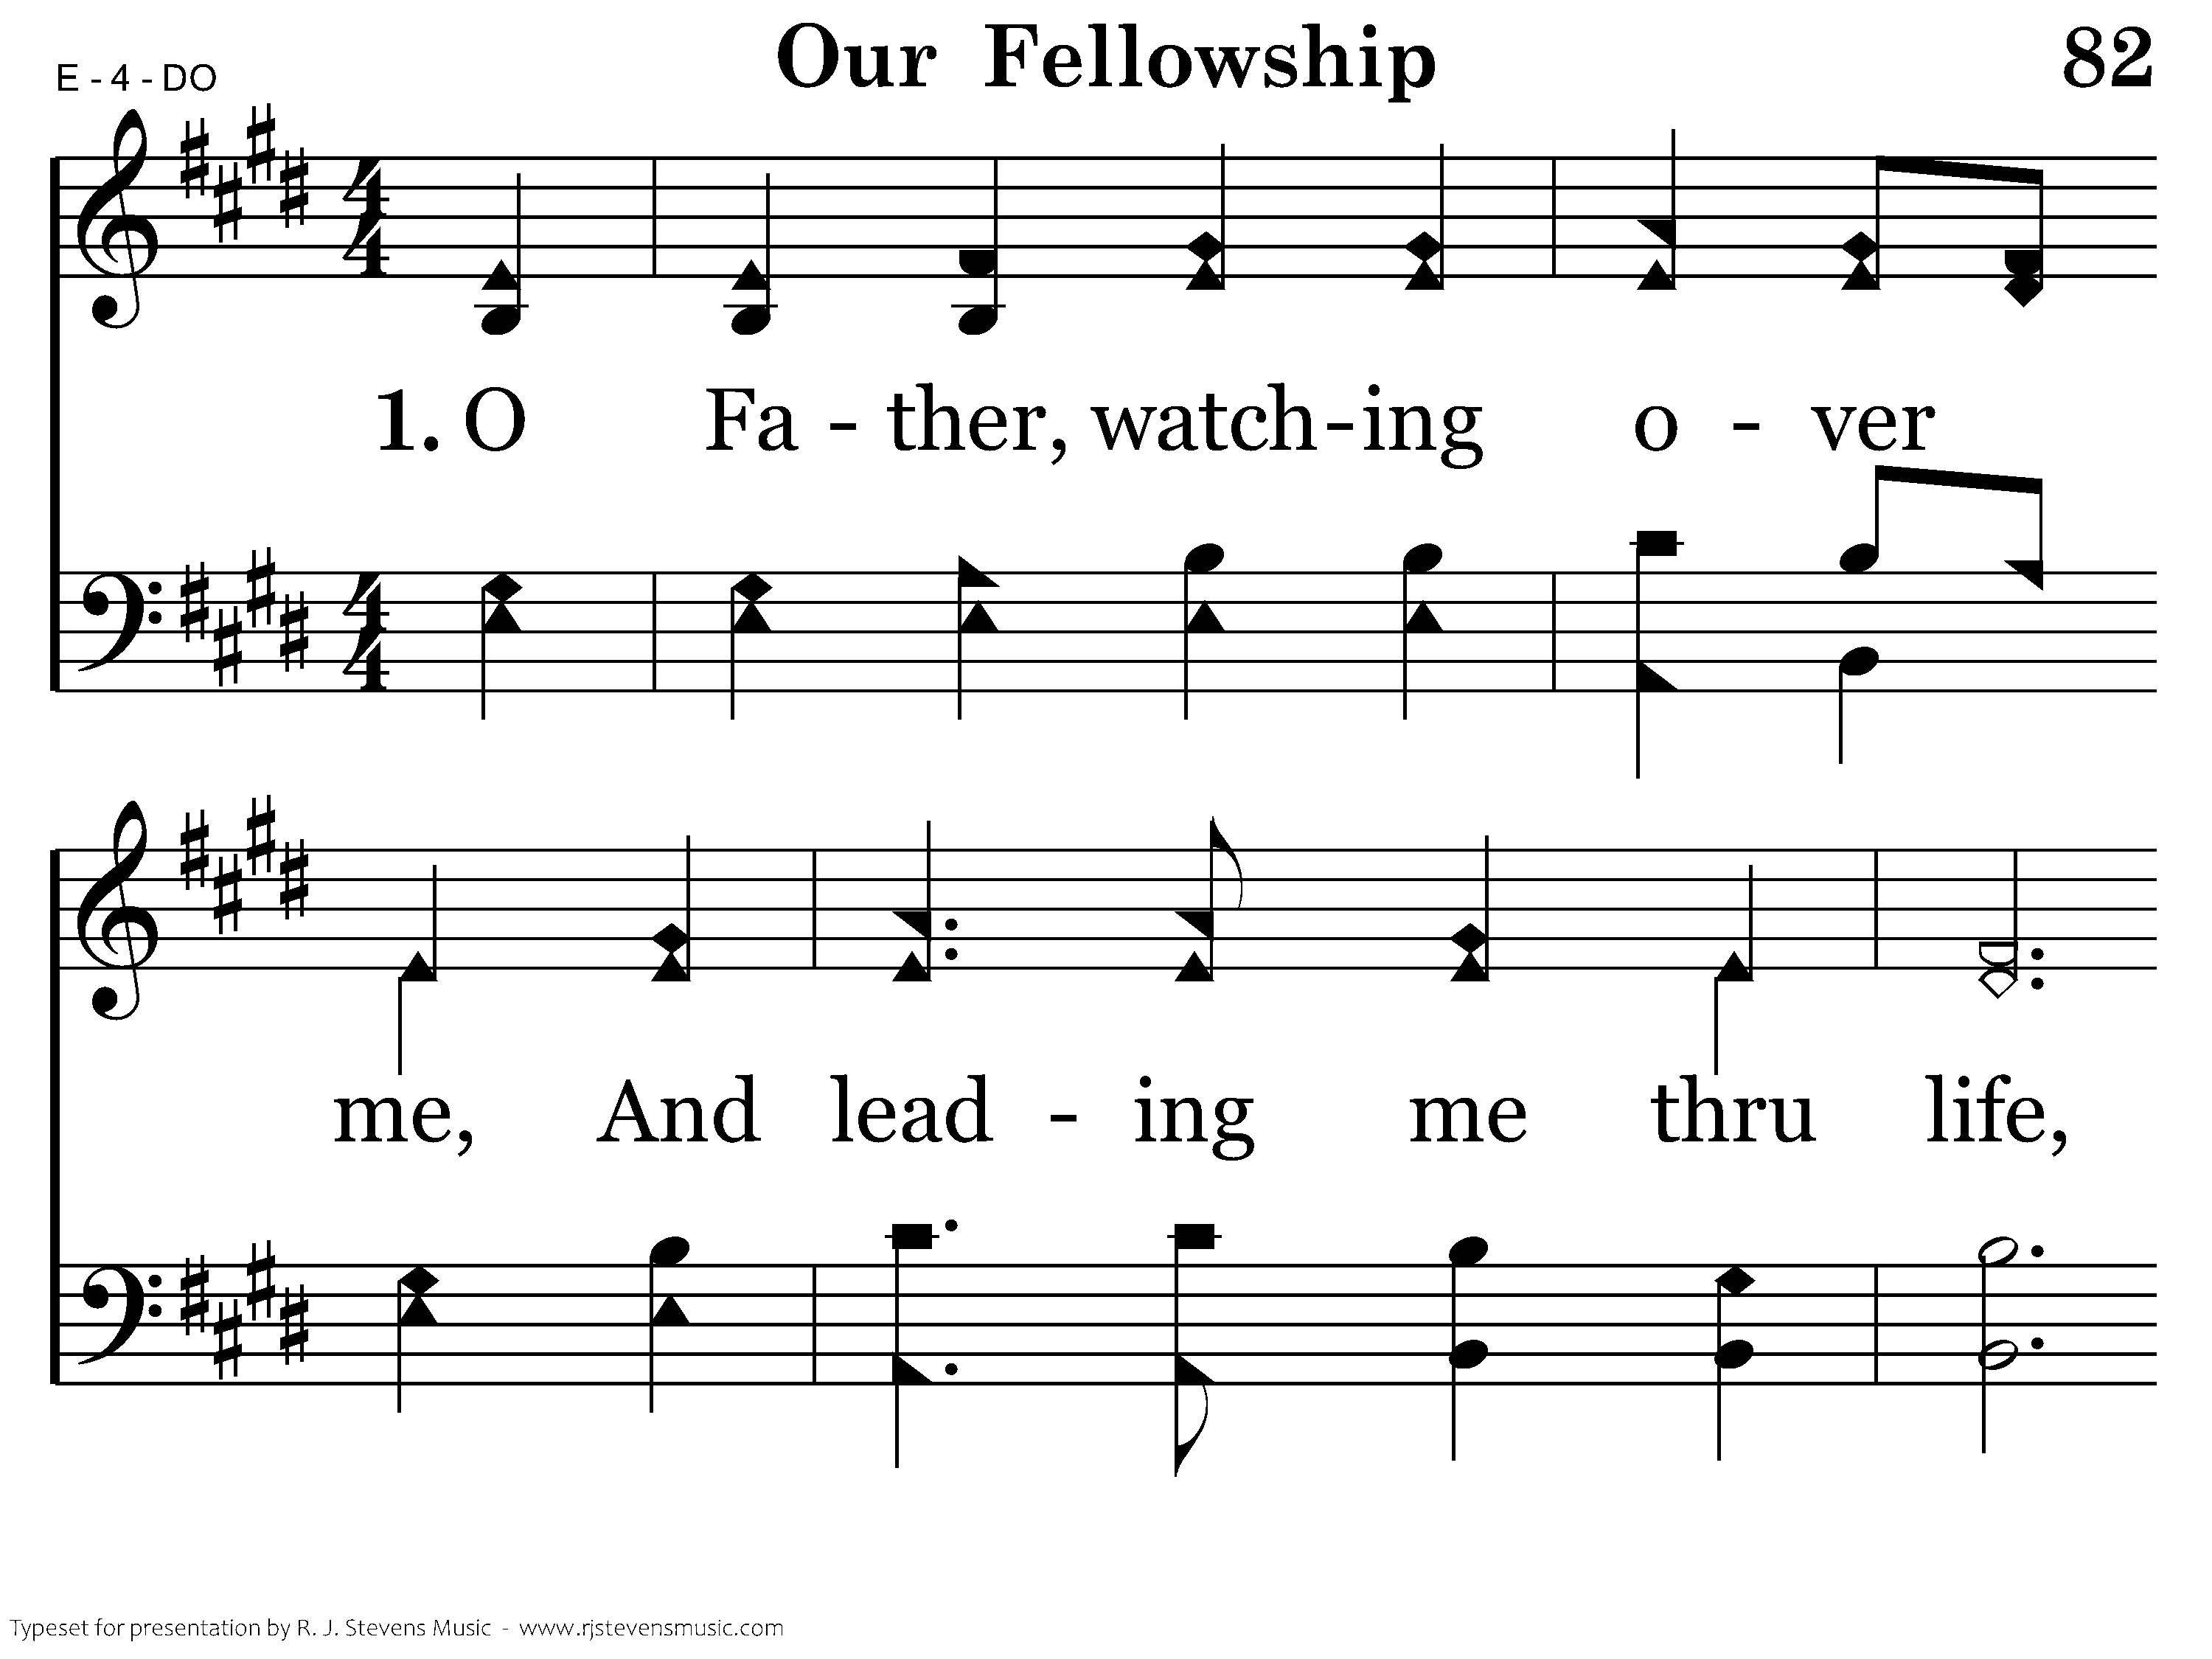 Our Fellowship 82
E - 4 - DO
1. O Fa - ther, watch - ing o - ver
me, And lead - ing me thru life,
Typeset for presentation by R. J. Stevens Music - www.rjstevensmusic.com